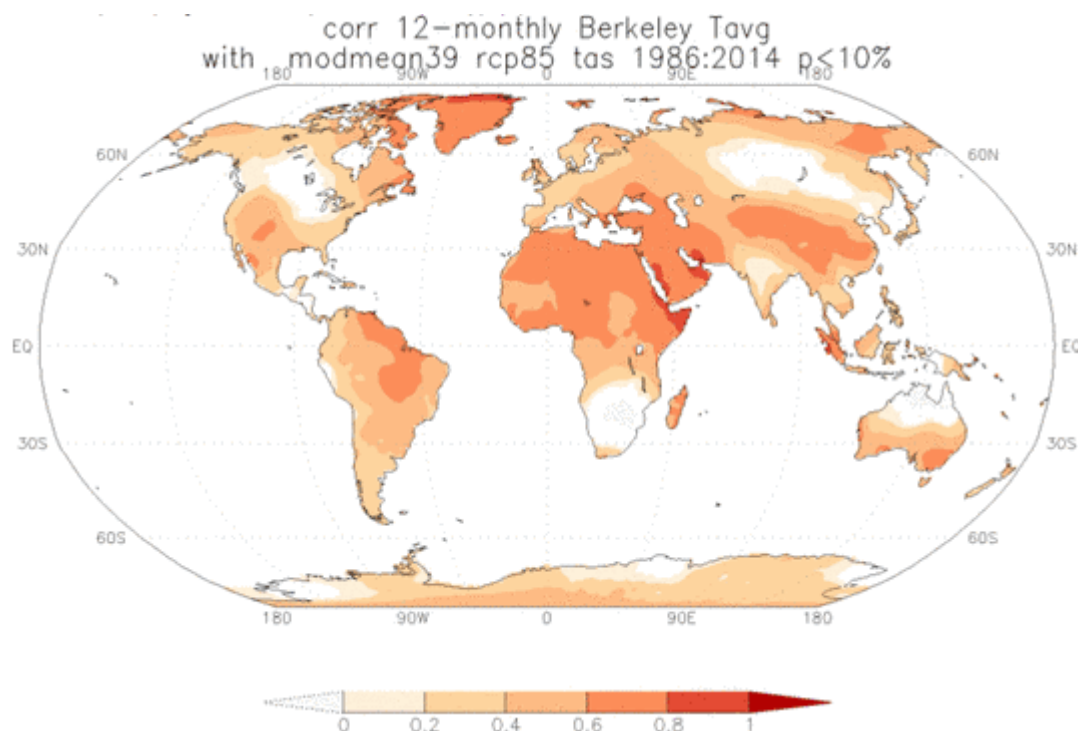 corr 12-monthly Berkeley Tavg
with modmean39 rcp85 tas 1986:2014 p<10%
180 90W 0 90E 180
60N 60N
30N 30N
EQ EQ
30S 30S
60S 60S
180 90W 0 90E 180
0 0.2 0.4 0.6 0.8 1